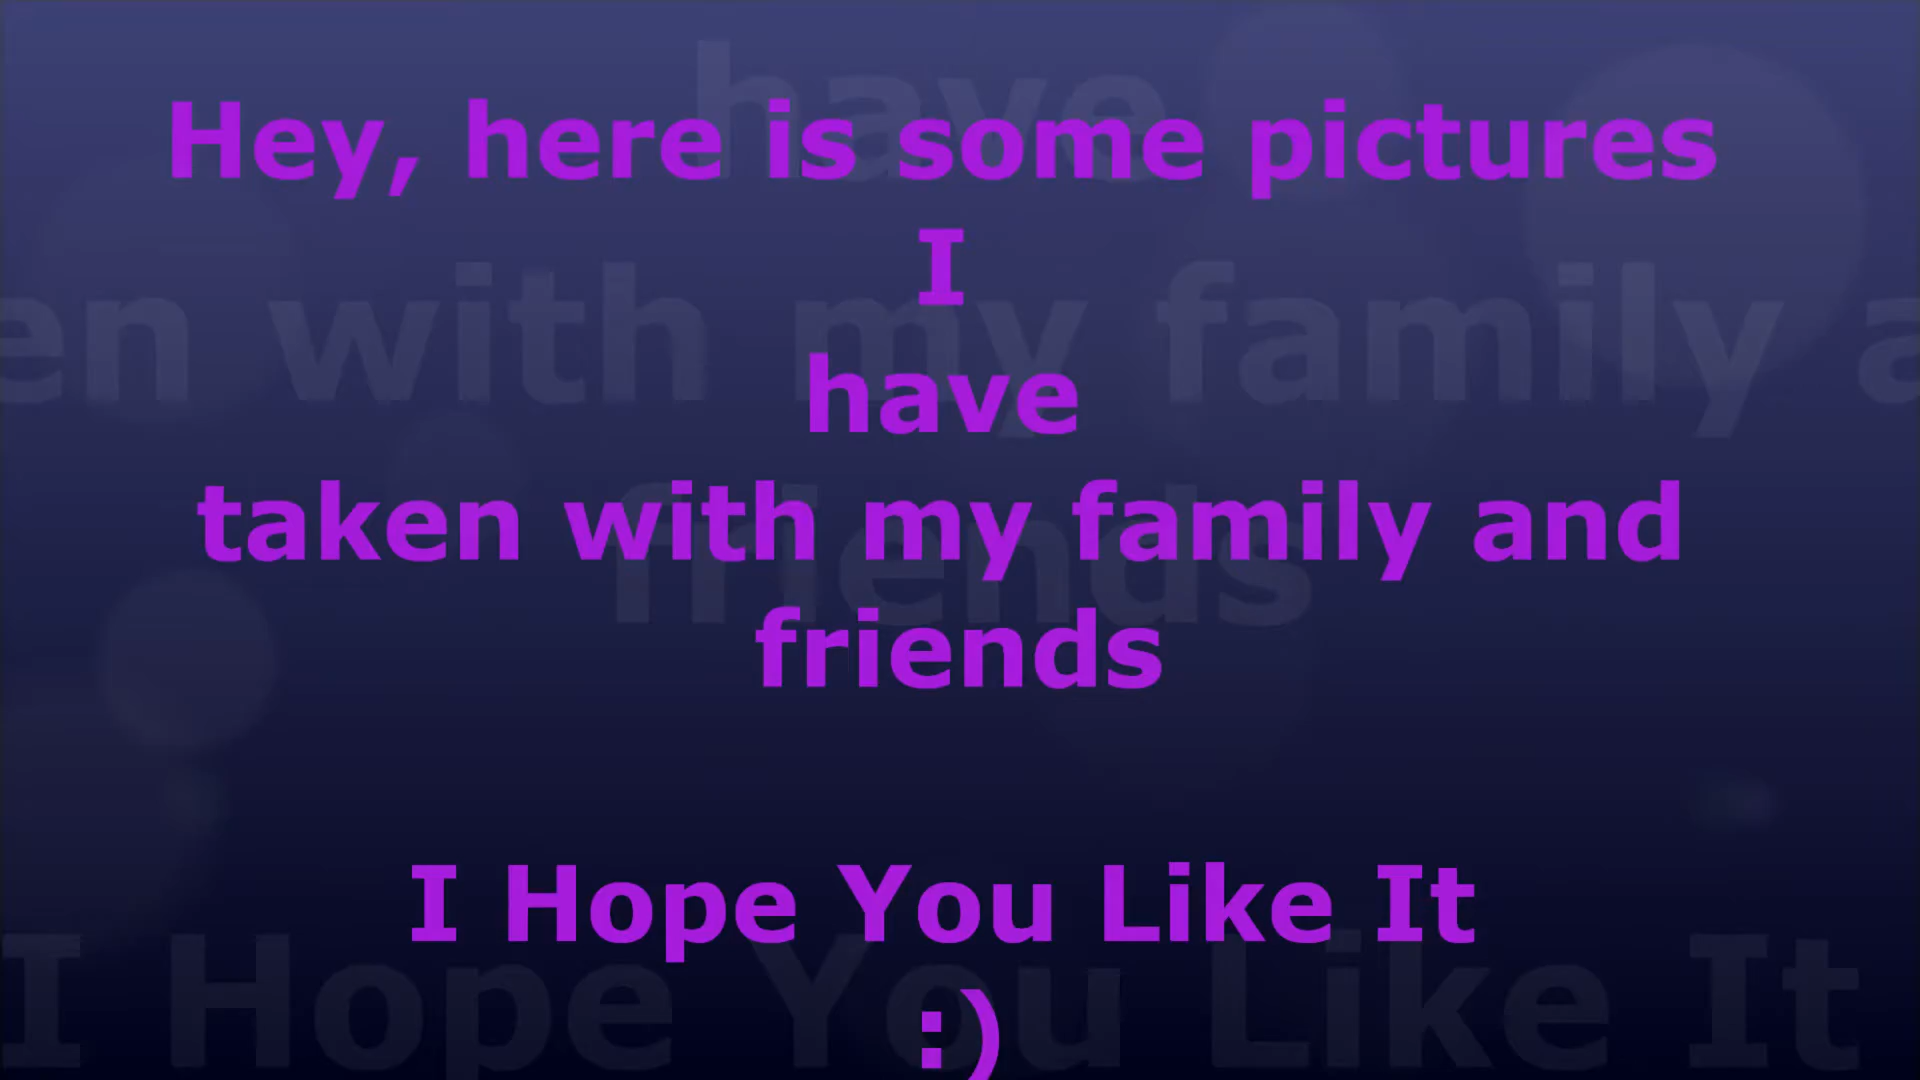 Hey, here is some pictures
I
have
taken with my family and
friends
I Hope You Like It
:)